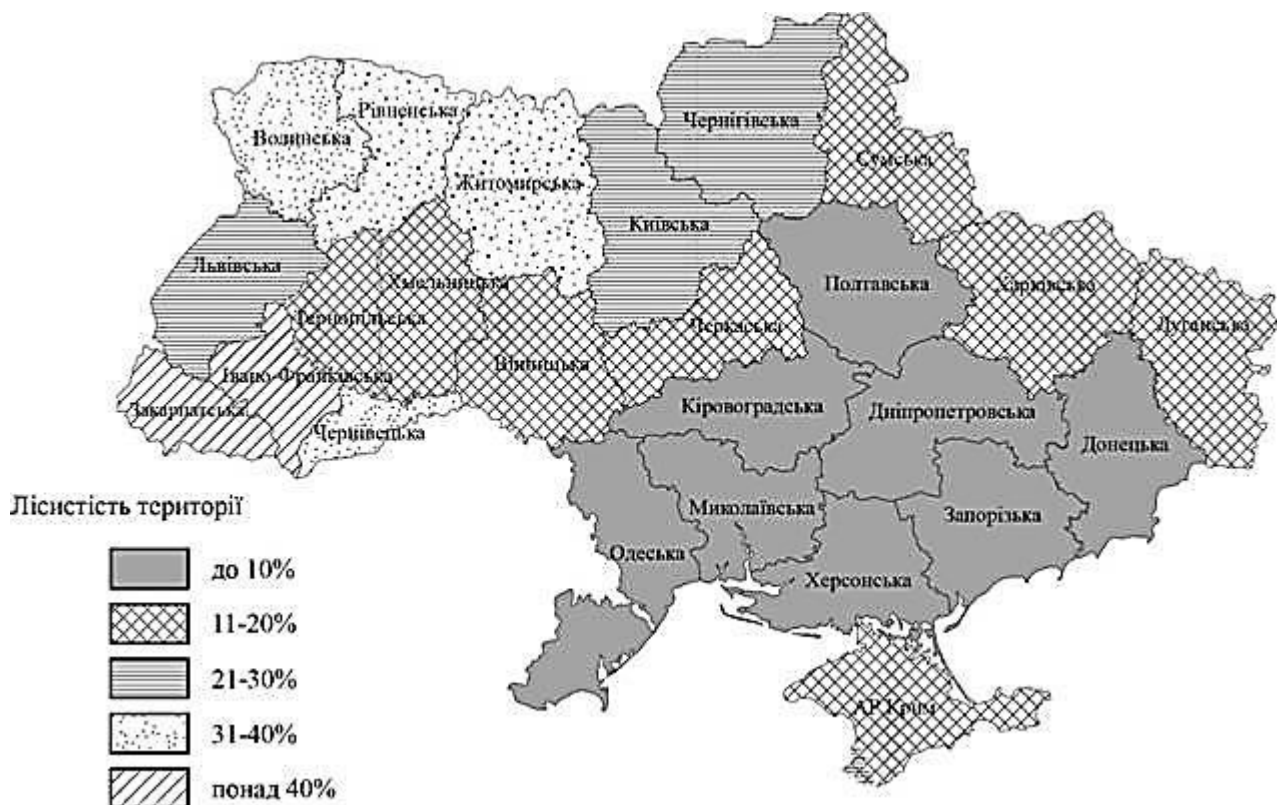 Чернігівська
Рівненська
Волинська
Сумська
Житомирська
Київська
Львівська
Хмельницька
Полтавська
Харківська
Тернопільська
Черкаська
Луганська
Вінницька
Івано-Франківська
Закарпатська
Кіровоградська
Дніпропетровська
Чернівецька
Донецька
Лісистість території
Миколаївська
Запорізька
Одеська
Херсонська
до 10%
11-20%
21-30%
АР Крим
31-40%
понад 40%